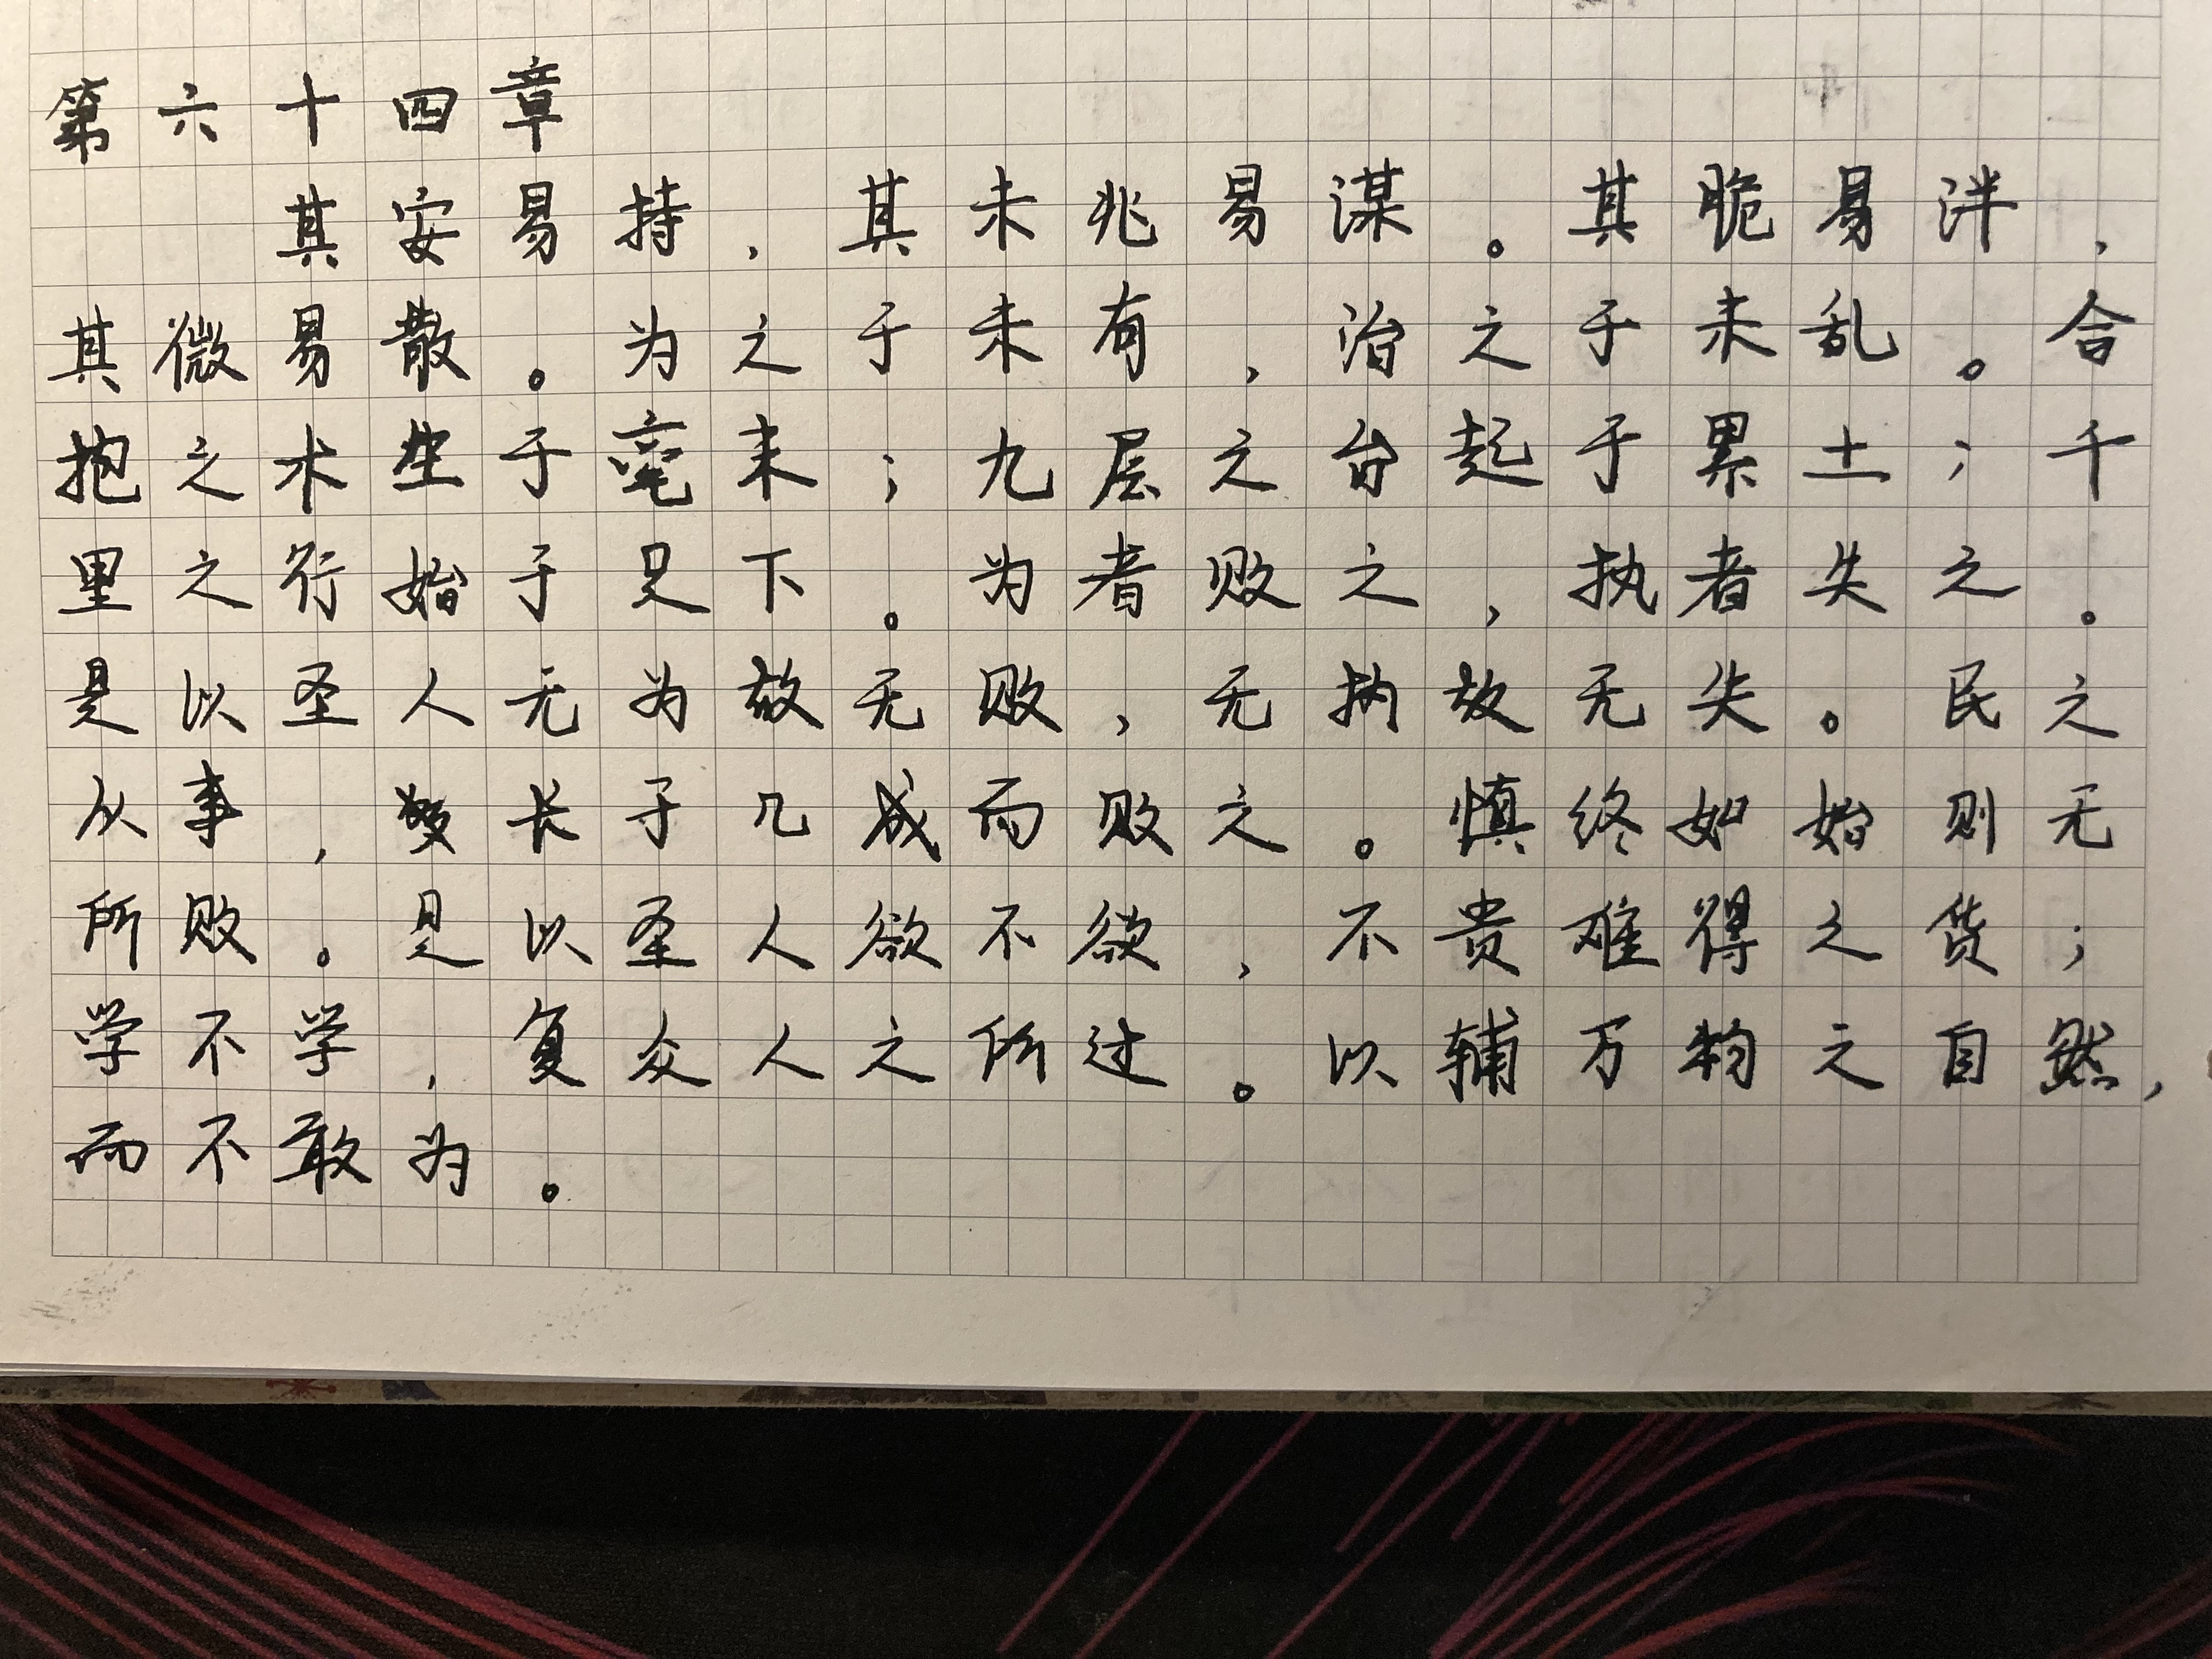 第六十四章
其安易持,其未兆易谋。其脆易泮,
其微易散。为之于未有,治之于未乱。合
抱之木生于毫末;九层之台起于累土;千
里之行始于足下。为者败之,执者失之。
是以圣人无为故无败,无执故无失。民之
从事,常于几成而败之。慎终如始则无
所败。是以圣人欲不欲,不贵难得之货;
学不学,复众人之所过。以辅万物之自然,
而不敢为。